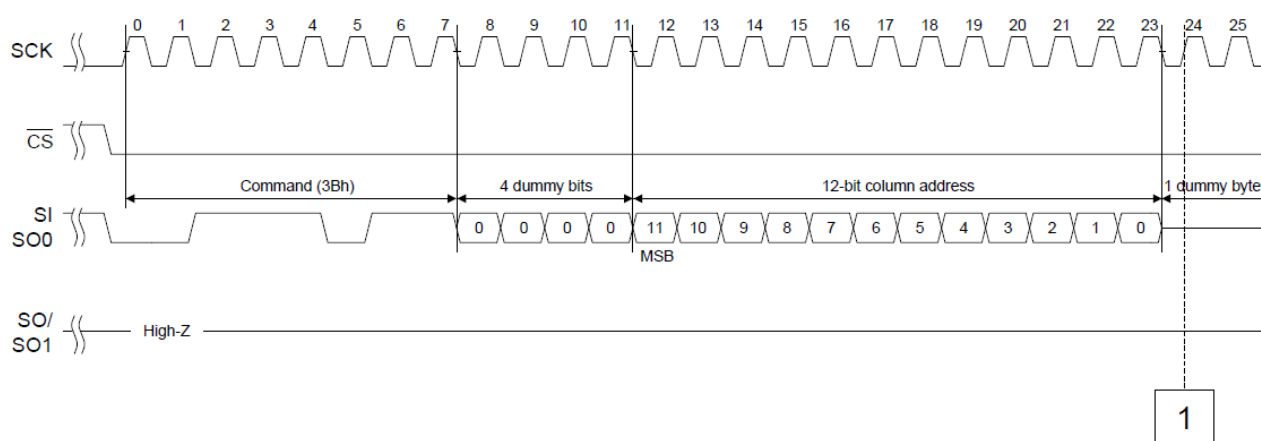 0 1 2 3 4 5 6 7 8 9 10 11 12 13 14 15 16 17 18 19 20 21 22 23 24 25
SCK
CS
Command (3Bh) 4 dummy bits 12-bit column address 1 dummy byte
SI
SO0
0 0 0 0 11 10 9 8 7 6 5 4 3 2 1 0
MSB
SO/
SO1
High-Z
1